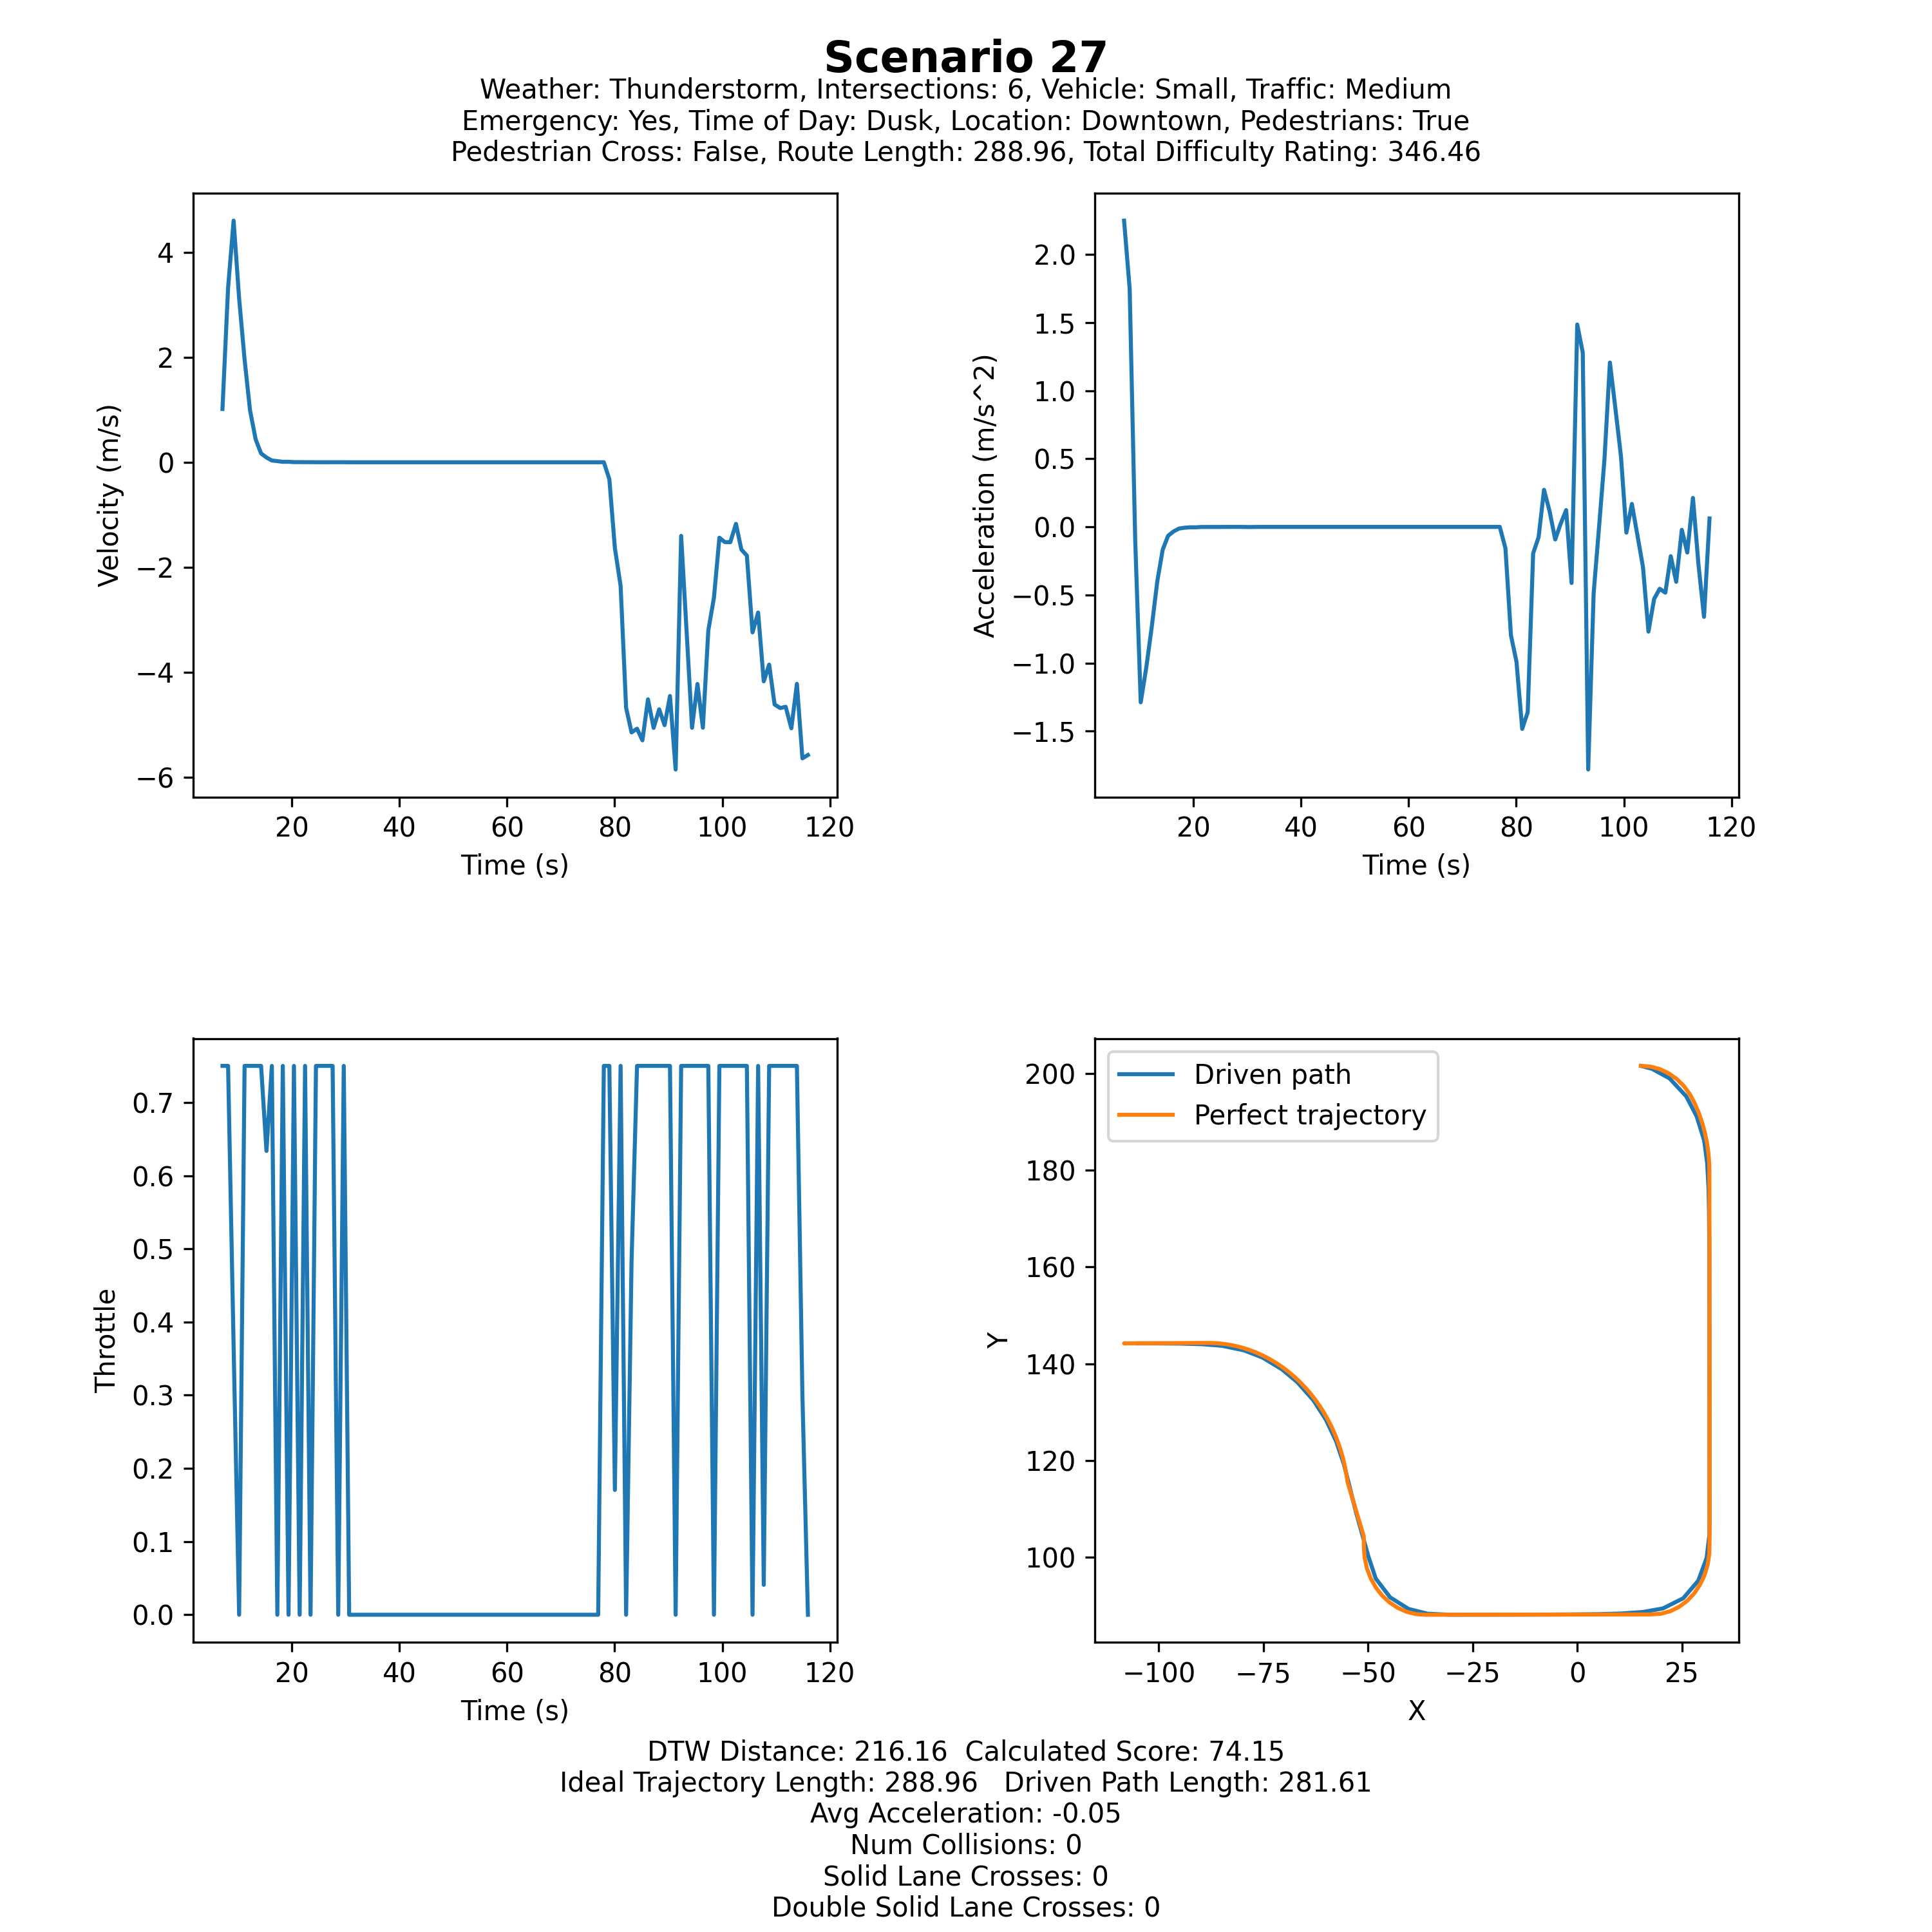 Scenario 27
Weather: Thunderstorm, Intersections: 6, Vehicle: Small, Traffic: Medium
Emergency: Yes, Time of Day: Dusk, Location: Downtown, Pedestrians: True
Pedestrian Cross: False, Route Length: 288.96, Total Difficulty Rating: 346.46
Velocity (m/s)
4
2
0
−2
−4
−6
20 40 60 80 100 120
Time (s)
Acceleration (m/s^2)
2.0
1.5
1.0
0.5
0.0
−0.5
−1.0
−1.5
20 40 60 80 100 120
Time (s)
Throttle
0.7
0.6
0.5
0.4
0.3
0.2
0.1
0.0
20 40 60 80 100 120
Time (s)
Driven path
Perfect trajectory
Y
200
180
160
140
120
100
−100 −75 −50 −25 0 25
X
DTW Distance: 216.16 Calculated Score: 74.15
Ideal Trajectory Length: 288.96 Driven Path Length: 281.61
Avg Acceleration: -0.05
Num Collisions: 0
Solid Lane Crosses: 0
Double Solid Lane Crosses: 0